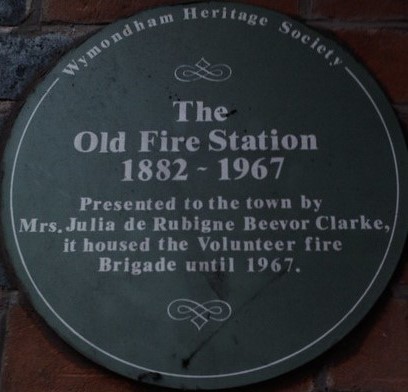 Wymondham Heritage Society
The
Old Fire Station
1882 - 1967
Presented to the town by
Mrs. Julia de Rubigne Beevor Clarke,
it housed the Volunteer fire
Brigade until 1967.